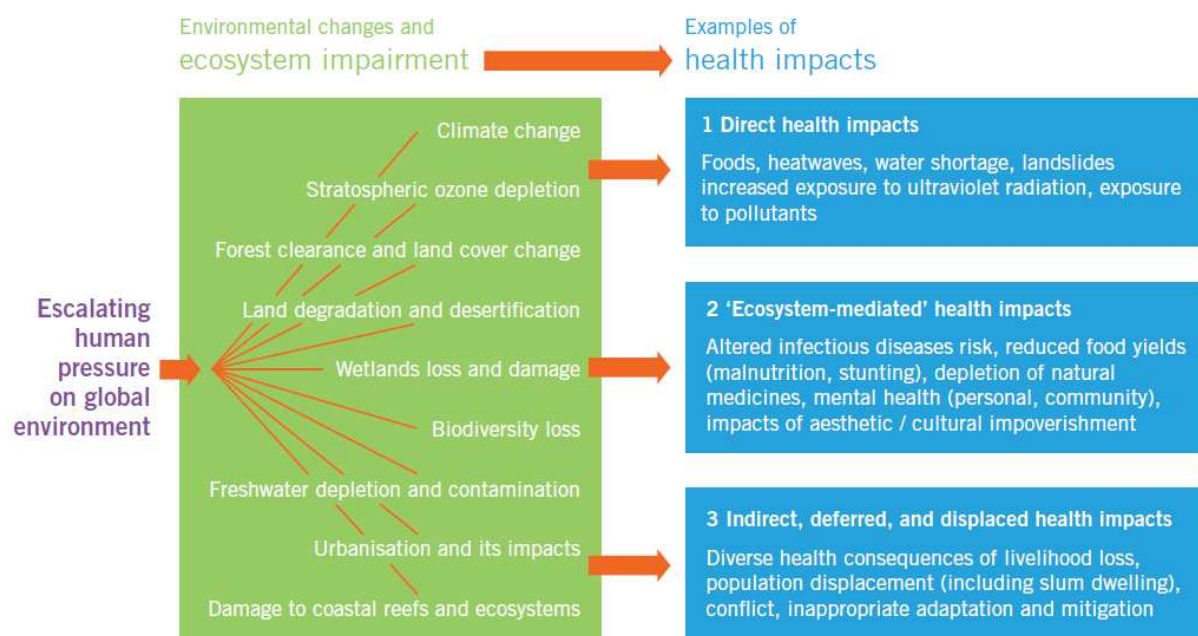 Environmental changes and
ecosystem impairment
Examples of
health impacts
Escalating
human
pressure
on global
environment
Climate change
Stratospheric ozone depletion
Forest clearance and land cover change
Land degradation and desertification
Wetlands loss and damage
Biodiversity loss
Freshwater depletion and contamination
Urbanisation and its impacts
Damage to coastal reefs and ecosystems
1 Direct health impacts
Foods, heatwaves, water shortage, landslides
increased exposure to ultraviolet radiation, exposure
to pollutants
2 ‘Ecosystem-mediated’ health impacts
Altered infectious diseases risk, reduced food yields
(malnutrition, stunting), depletion of natural
medicines, mental health (personal, community),
impacts of aesthetic / cultural impoverishment
3 Indirect, deferred, and displaced health impacts
Diverse health consequences of livelihood loss,
population displacement (including slum dwelling),
conflict, inappropriate adaptation and mitigation